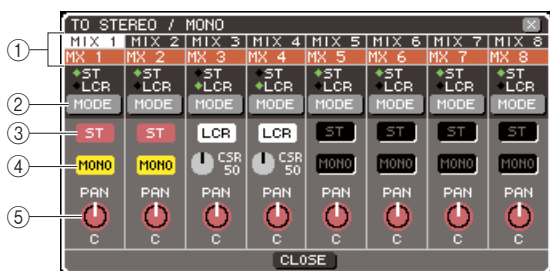 TO STEREO / MONO
MIX 1 MIX 2 MIX 3 MIX 4 MIX 5 MIX 6 MIX 7 MIX 8
① MX 1 MX 2 MX 3 MX 4 MX 5 MX 6 MX 7 MX 8
ST ST ST ST ST ST ST ST
LCR LCR LCR LCR LCR LCR LCR LCR
② MODE MODE MODE MODE MODE MODE MODE MODE
③ ST ST LCR LCR ST ST ST ST
④ MONO MONO CSR 50 CSR 50 MONO MONO MONO MONO
PAN PAN PAN PAN PAN PAN PAN PAN
⑤
C C C C C C C C
CLOSE